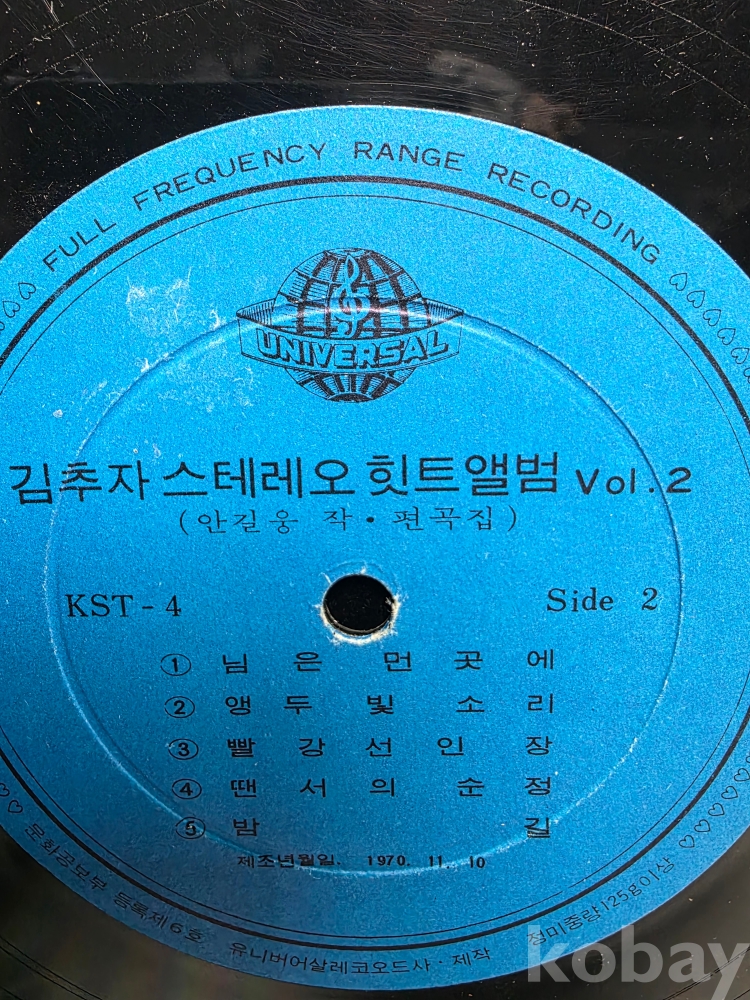 FULL FREQUENCY RANGE RECORDING
UNIVERSAL
김추자 스테레오 힛트앨범 Vol. 2
(안길웅 작·편곡집)
KST-4
Side 2
① 님은먼곳에
② 앵두빛소리
③ 빨강선인장
④ 땐서의순정
⑤ 밤길
제조년월일. 1970. 11. 10
문화공보부 등록제6호 유니버어살레코오드사·제작 정미중량125g이상
kobay